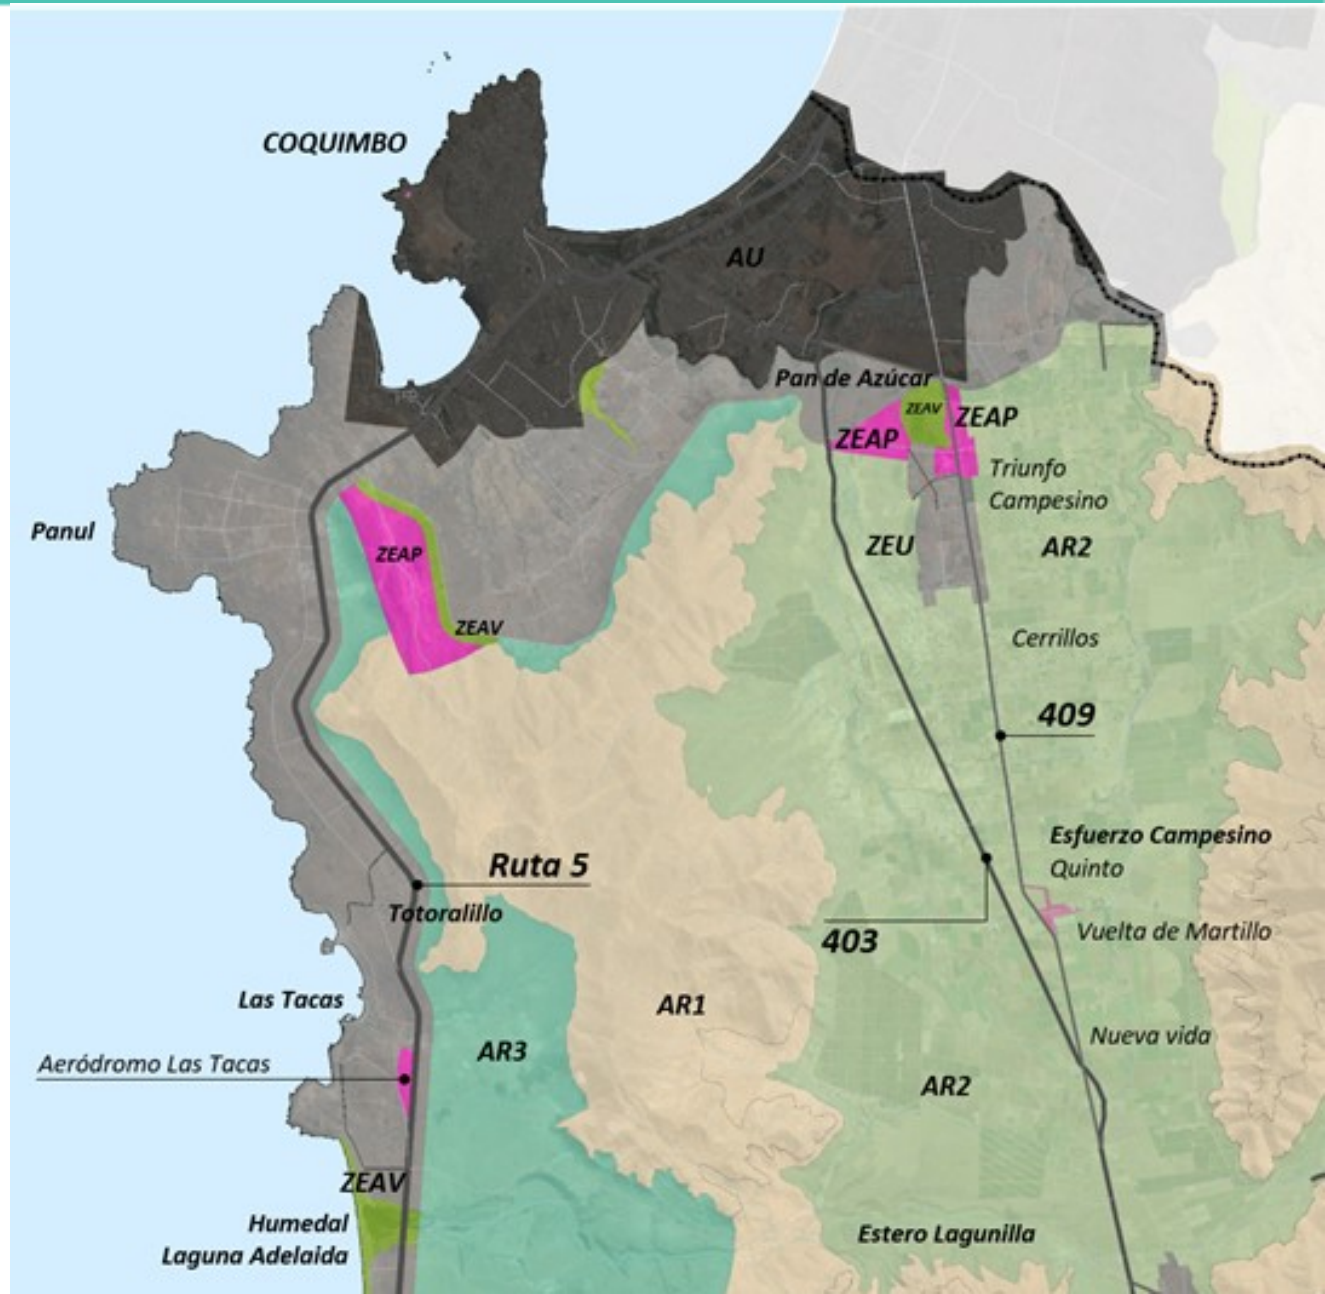 COQUIMBO
AU
Pan de Azúcar
ZEAV
ZEAP
ZEAP
Triunfo
Campesino
Panul
ZEAP
ZEU
AR2
ZEAV
Cerrillos
409
Esfuerzo Campesino
Quinto
Ruta 5
Totoralillo
403
Vuelta de Martillo
Las Tacas
AR1
Nueva vida
AR3
Aeródromo Las Tacas
AR2
ZEAV
Humedal
Laguna Adelaida
Estero Lagunilla